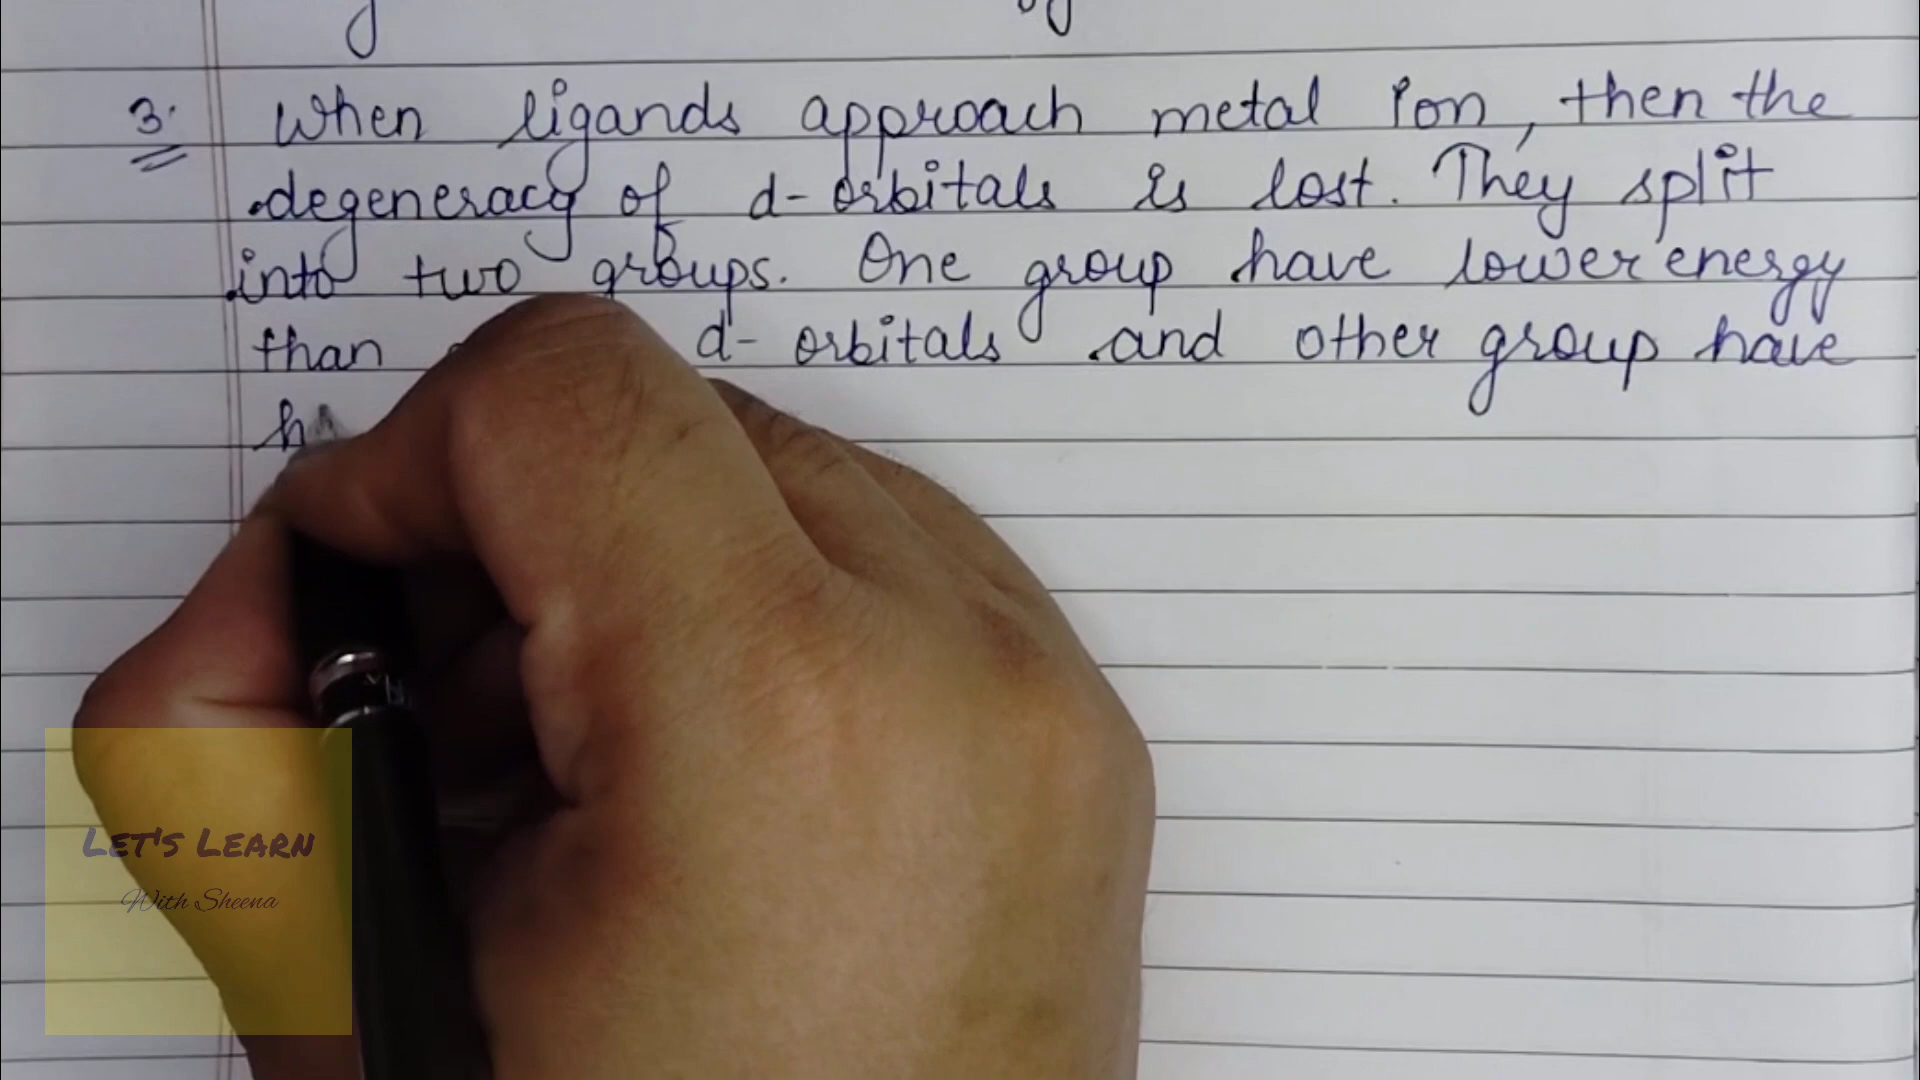 3. When ligands approach metal ion, then the
degeneracy of d-orbitals is lost. They split
into two groups. One group have lower energy
than d-orbitals and other group have
LET'S LEARN
With Sheena